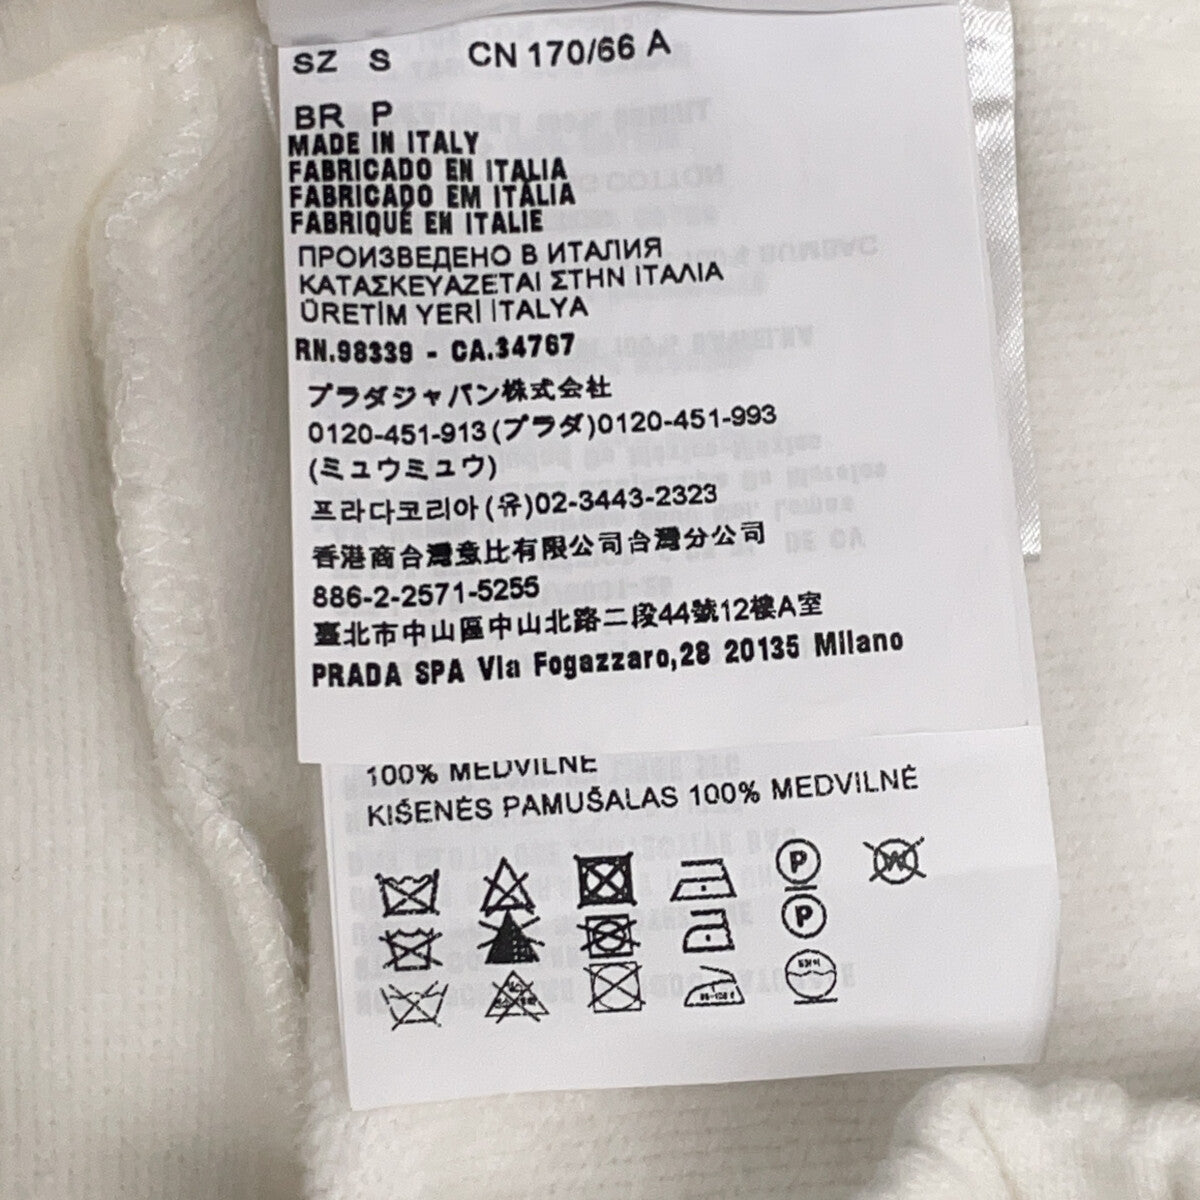 SZ S CN 170/66 A
BR P
MADE IN ITALY
FABRICADO EN ITALIA
FABRICADO EM ITÀLIA
FABRIQUÉ EN ITALIE
ПРОИЗВЕДЕНО В ИТАЛИЯ
ΚΑΤΑΣΚΕΥΑΖΕΤΑΙ ΣΤΗΝ ΙΤΑΛΙΑ
ÜRETİM YERİ İTALYA
RN.98339 - CA.34767
プラダジャパン株式会社
0120-451-913(プラダ)0120-451-993
(ミュウミュウ)
프라다코리아(유)02-3443-2323
香港商台灣意比有限公司台灣分公司
886-2-2571-5255
臺北市中山區中山北路二段44號12樓A室
PRADA SPA Via Fogazzaro,28 20135 Milano
100% MEDVILNĖ
KIŠENĖS PAMUŠALAS 100% MEDVILNĖ
P W
P